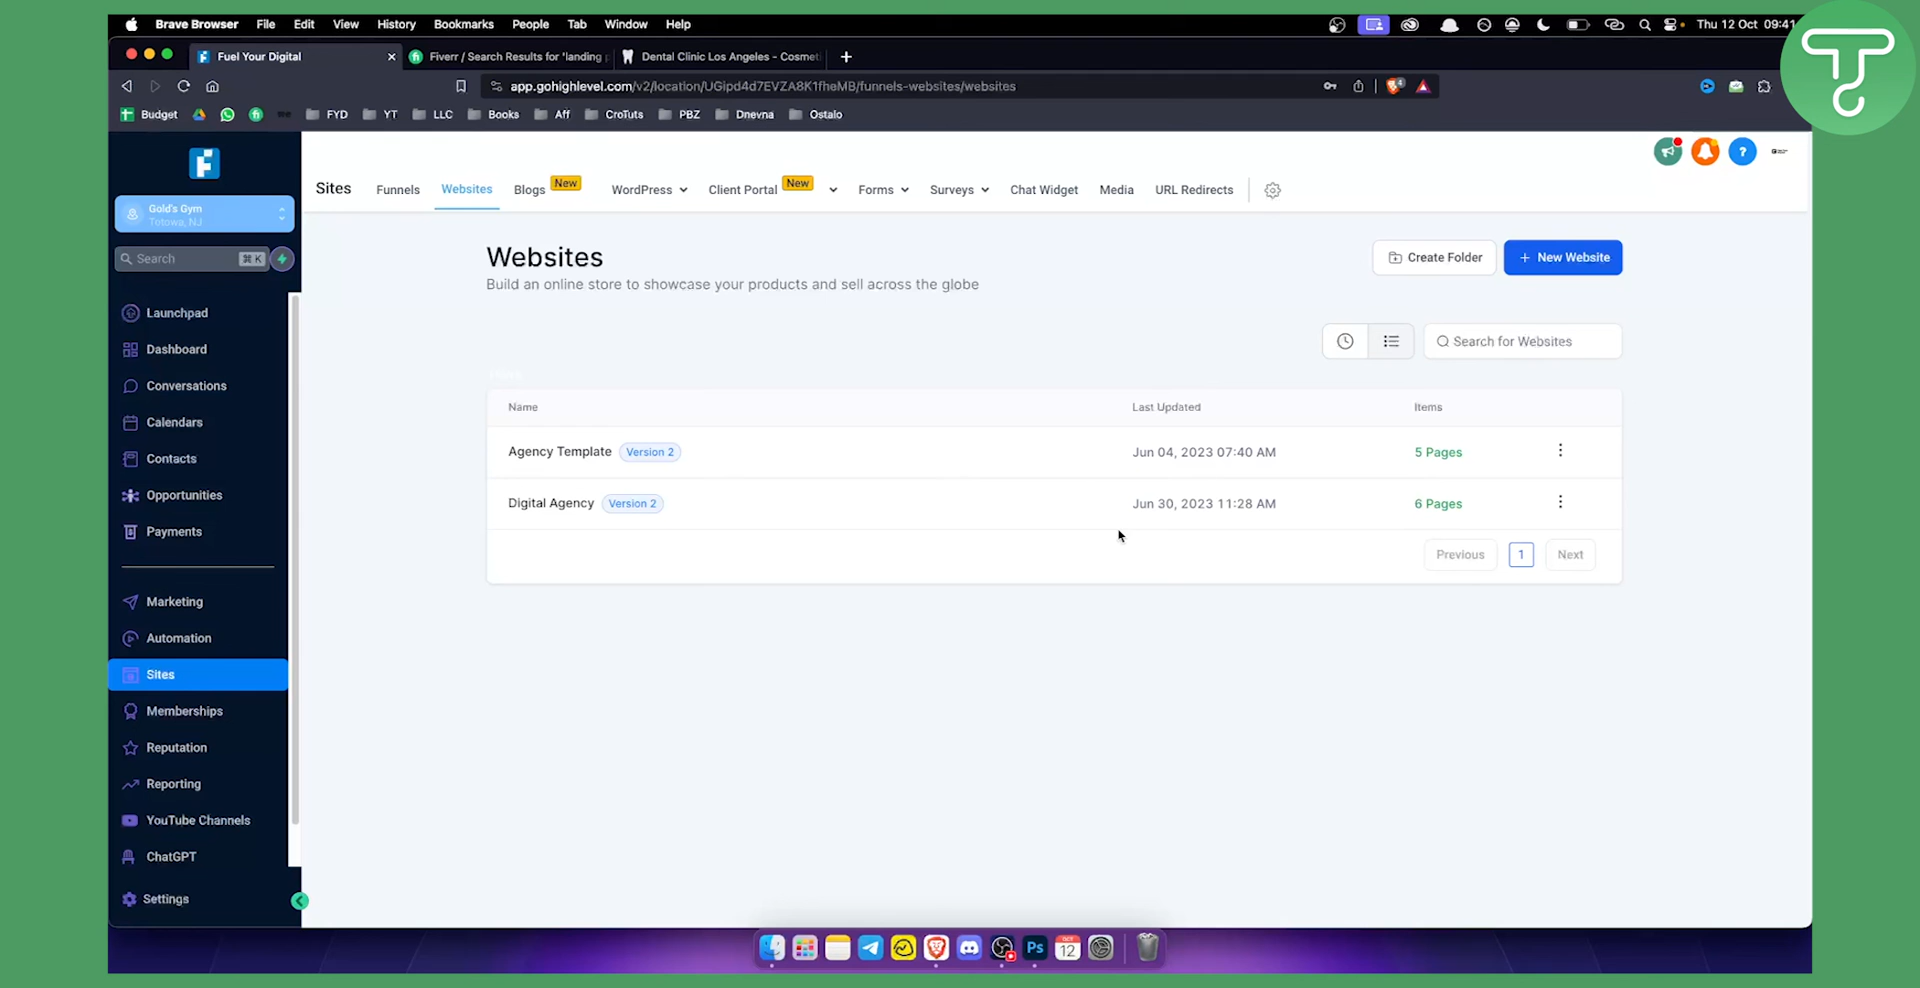 Brave Browser File Edit View History Bookmarks People Tab Window Help Thu 12 Oct 09:41
Fuel Your Digital Fiverr / Search Results for 'landing p Dental Clinic Los Angeles - Cosmeti
app.gohighlevel.com/v2/location/UGipd4d7EVZA8K1fheMB/funnels-websites/websites
Budget FYD YT LLC Books Aff CroTuts PBZ Dnevna Ostalo
Sites Funnels Websites Blogs New WordPress Client Portal New Forms Surveys Chat Widget Media URL Redirects
Gold's Gym
Totowa, NJ
Search ⌘ K
Launchpad
Dashboard
Conversations
Calendars
Contacts
Opportunities
Payments
Marketing
Automation
Sites
Memberships
Reputation
Reporting
YouTube Channels
ChatGPT
Settings
Websites
Build an online store to showcase your products and sell across the globe
Create Folder
+ New Website
Search for Websites
Name Last Updated Items
Agency Template Version 2 Jun 04, 2023 07:40 AM 5 Pages
Digital Agency Version 2 Jun 30, 2023 11:28 AM 6 Pages
Previous 1 Next
Ps
OCT
12